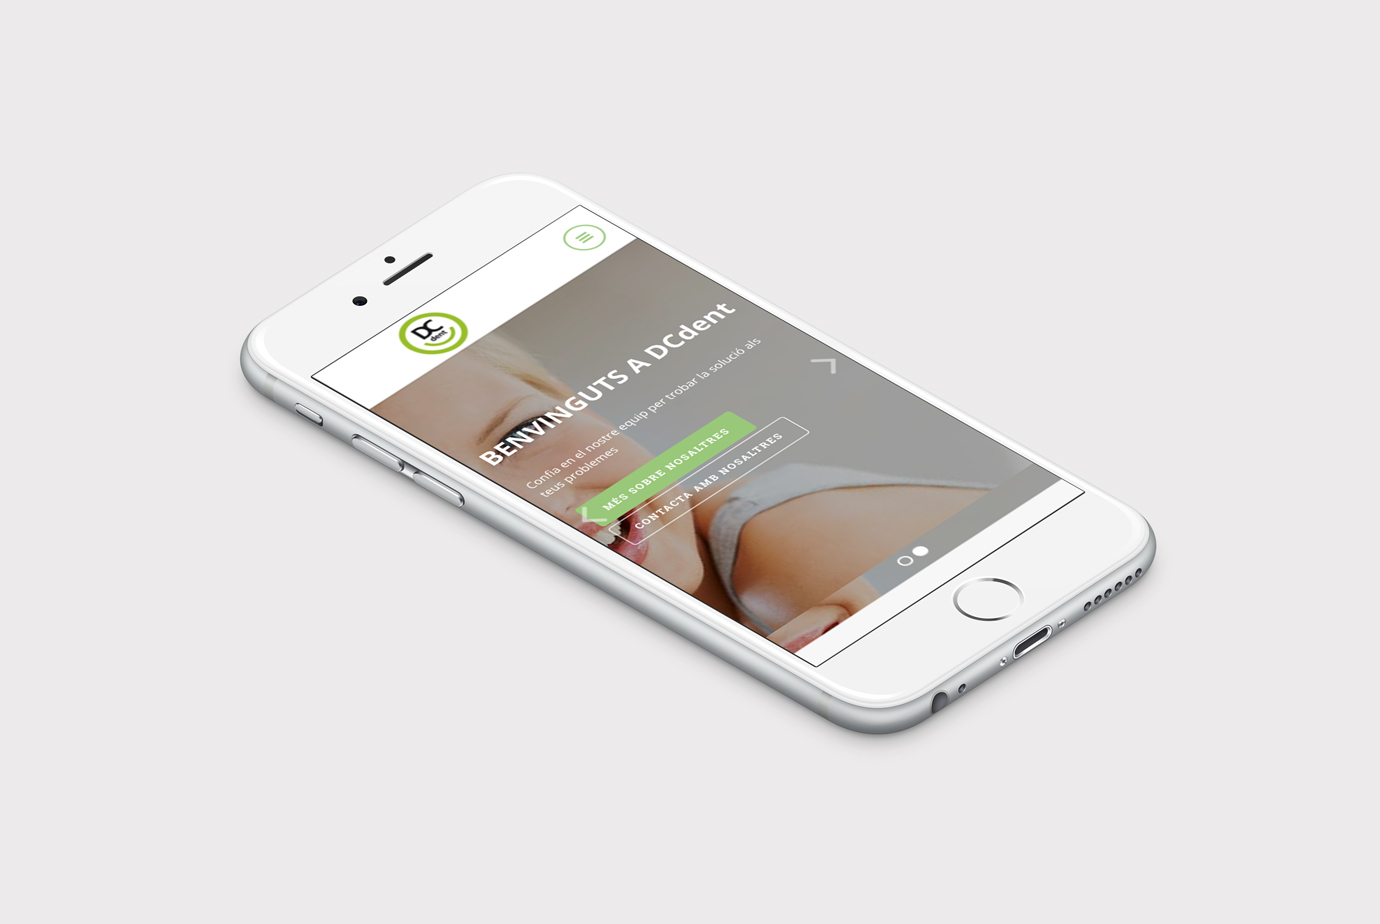 DC
dent
BENVINGUTS A DCdent
Confia en el nostre equip per trobar la solució als
teus problemes
MÉS SOBRE NOSALTRES
CONTACTA AMB NOSALTRES